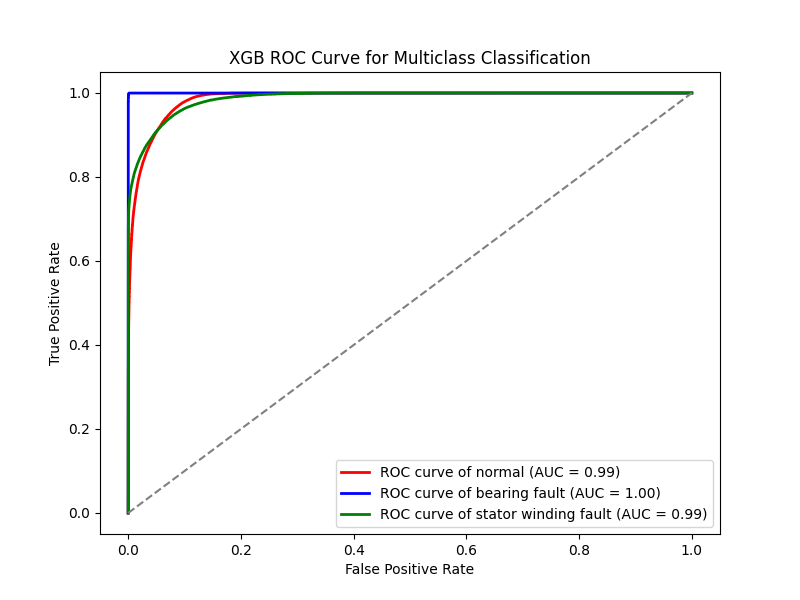 XGB ROC Curve for Multiclass Classification
True Positive Rate
1.0
0.8
0.6
0.4
0.2
0.0
ROC curve of normal (AUC = 0.99)
ROC curve of bearing fault (AUC = 1.00)
ROC curve of stator winding fault (AUC = 0.99)
0.0 0.2 0.4 0.6 0.8 1.0
False Positive Rate